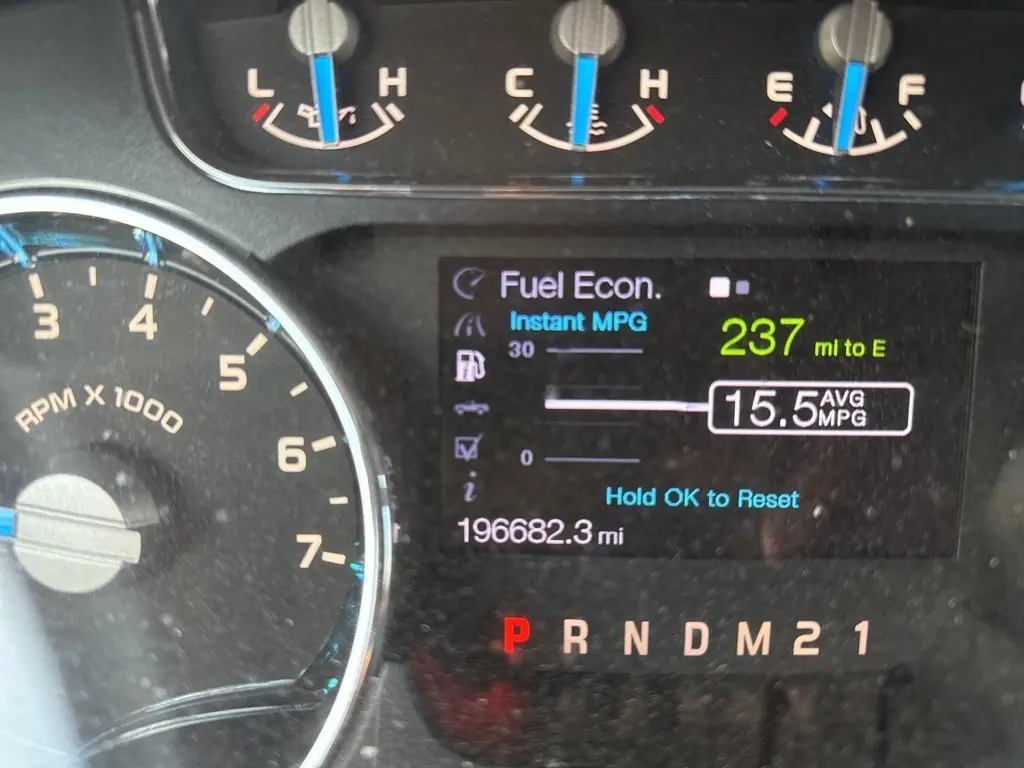 L H C H E F
3 4 5 6 7
RPM X 1000
Fuel Econ.
Instant MPG
30
237 mi to E
15.5 AVG MPG
0
Hold OK to Reset
196682.3 mi
P R N D M 2 1